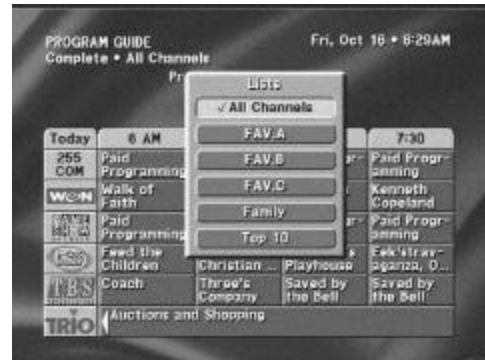 PROGRAM GUIDE
Fri, Oct 16 • 6:29AM
Complete • All Channels
Pr
Lists
✓All Channels
FAV.A
FAV.B
FAV.C
Family
Top 10
Today
6 AM
7:30
255
COM
Paid
Programming
Paid Progr-
amming
WGN
Walk of
Faith
Kenneth
Copeland
Paid
Programming
Paid Progr-
amming
Feed the
Children
Christian ...
Playhouse
Eek!strav-
aganza, O...
TBS
Coach
Three's
Company
Saved by
the Bell
Saved by
the Bell
TRIO
Auctions and Shopping